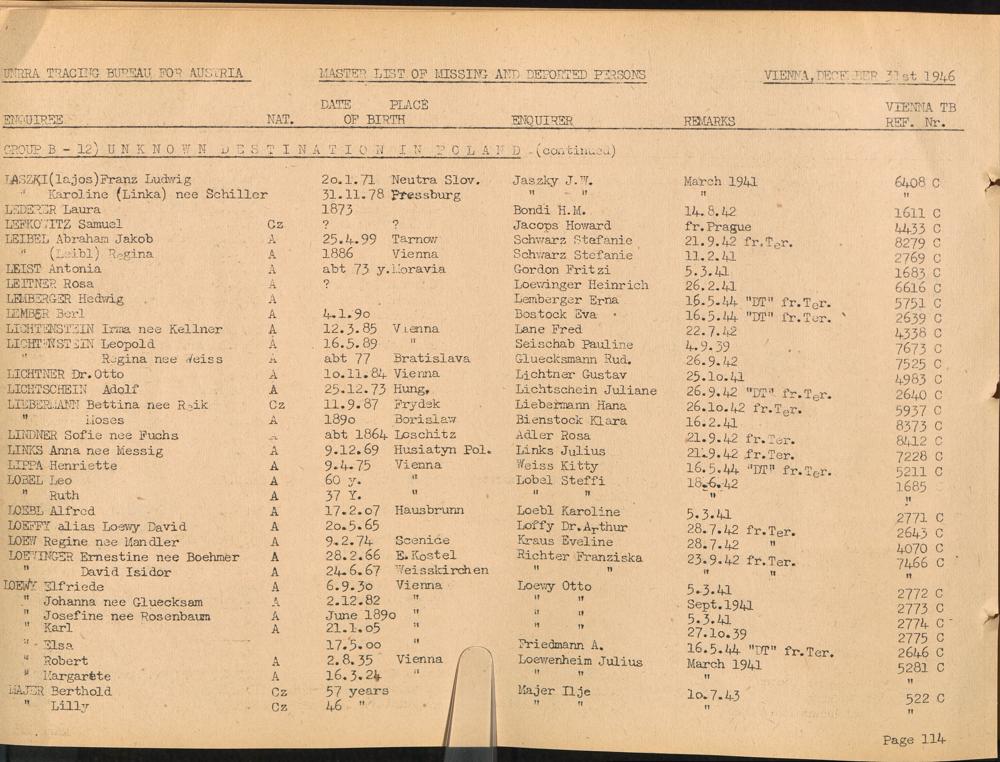 UNRRA TRACING BUREAU FOR AUSTRIA MASTER LIST OF MISSING AND DEPORTED PERSONS VIENNA, DECEMBER 31st 1946
DATE PLACE VIENNA TB
ENQUIREE NAT. OF BIRTH ENQUIRER REMARKS REF. Nr.
GROUP B - 12) UNKNOWN DESTINATION IN POLAND (continued)
LASZKI(lajos)Franz Ludwig 20.1.71 Neutra Slov. Jaszky J.W. March 1941 6408 C
Karoline (Linka) nee Schiller 31.11.78 Pressburg " " " "
LEDERER Laura 1873 Bondi H.M. 14.8.42 1611 C
LEFKOWITZ Samuel Cz ? ? Jacops Howard fr.Prague 4433 C
LEIBEL Abraham Jakob A 25.4.99 Tarnow Schwarz Stefanie 21.9.42 fr.Ter. 8279 C
" (Leibl) Regina A 1886 Vienna Schwarz Stefanie 11.2.41 2769 C
LEIST Antonia A abt 73 y.Moravia Gordon Fritzi 5.3.41 1683 C
LEITNER Rosa A ? Loewinger Heinrich 26.2.41 6616 C
LEMBERGER Hedwig A Lemberger Erna 16.5.44 "DT" fr.Ter. 5751 C
LEMBER Berl A 4.1.90 Bostock Eva 16.5.44 "DT" fr.Ter. 2639 C
LICHTENSTEIN Irma nee Kellner A 12.3.85 Vienna Lane Fred 22.7.42 4338 C
LICHTENSTEIN Leopold A 16.5.89 " Seischab Pauline 4.9.39 7673 C
" Regina nee Weiss A abt 77 Bratislava Gluecksmann Rud. 26.9.42 7525 C
LICHTNER Dr.Otto A 10.11.84 Vienna Lichtner Gustav 25.10.41 4983 C
LICHTSCHEIN Adolf A 25.12.73 Hung, Lichtschein Juliane 26.9.42 "DT" fr.Ter. 2640 C
LIEBERMANN Bettina nee Reik Cz 11.9.87 Frydek Liebermann Hana 26.10.42 fr.Ter. 5937 C
" Moses A 1890 Borislaw Bienstock Klara 16.2.41 8373 C
LINDNER Sofie nee Fuchs A abt 1864 Loschitz Adler Rosa 21.9.42 fr.Ter. 8412 C
LINKS Anna nee Messig A 9.12.69 Husiatyn Pol. Links Julius 21.9.42 fr.Ter. 7228 C
LIPPA Henriette A 9.4.75 Vienna Weiss Kitty 16.5.44 "DT" fr.Ter. 5211 C
LOBEL Leo A 60 y. " Lobel Steffi 18.6.42 1685 C
" Ruth A 37 Y. " " " " "
LOEBL Alfred A 17.2.07 Hausbrunn Loebl Karoline 5.3.41 2771 C
LOEFFY alias Loewy David A 20.5.65 Loffy Dr.Arthur 28.7.42 fr.Ter. 2643 C
LOEW Regine nee Mandler A 9.2.74 Scenice Kraus Eveline 28.7.42 " 4070 C
LOEWINGER Ernestine nee Boehmer A 28.2.66 E.Kostel Richter Franziska 23.9.42 fr.Ter. 7466 C
" David Isidor A 24.6.67 Weisskirchen " " " " "
LOEWY Elfriede A 6.9.30 Vienna Loewy Otto 5.3.41 2772 C
" Johanna nee Gluecksam A 2.12.82 " " " Sept.1941 2773 C
" Josefine nee Rosenbaum A June 1890 " " " 5.3.41 2774 C
" Karl A 21.1.05 " " " 27.10.39 2775 C
" Elsa 17.5.00 " Friedmann A. 16.5.44 "DT" fr.Ter. 2646 C
" Robert A 2.8.35 Vienna Loewenheim Julius March 1941 5281 C
" Margarete A 16.3.24 " " " " "
MAJER Berthold Cz 57 years Majer Ilje 10.7.43 522 C
" Lilly Cz 46 " " " " "
Page 114